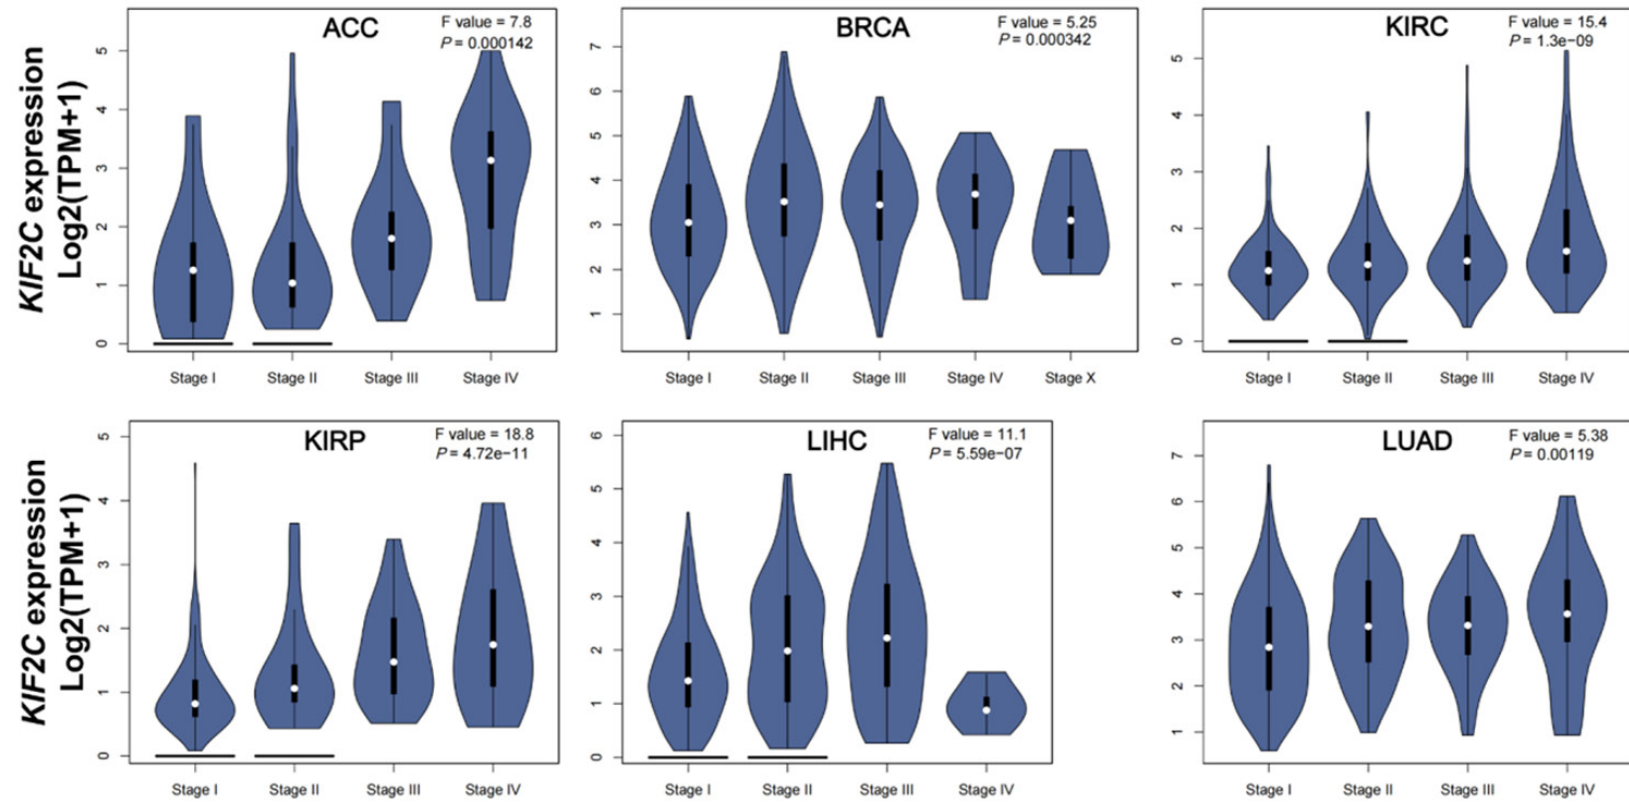 KIF2C expression
Log2(TPM+1)
ACC
F value = 7.8
P = 0.000142
5
4
3
2
1
0
Stage I
Stage II
Stage III
Stage IV
BRCA
F value = 5.25
P = 0.000342
7
6
5
4
3
2
1
Stage I
Stage II
Stage III
Stage IV
Stage X
KIRC
F value = 15.4
P = 1.3e−09
5
4
3
2
1
0
Stage I
Stage II
Stage III
Stage IV
KIF2C expression
Log2(TPM+1)
KIRP
F value = 18.8
P = 4.72e−11
5
4
3
2
1
0
Stage I
Stage II
Stage III
Stage IV
LIHC
F value = 11.1
P = 5.59e−07
6
5
4
3
2
1
0
Stage I
Stage II
Stage III
Stage IV
LUAD
F value = 5.38
P = 0.00119
7
6
5
4
3
2
1
Stage I
Stage II
Stage III
Stage IV